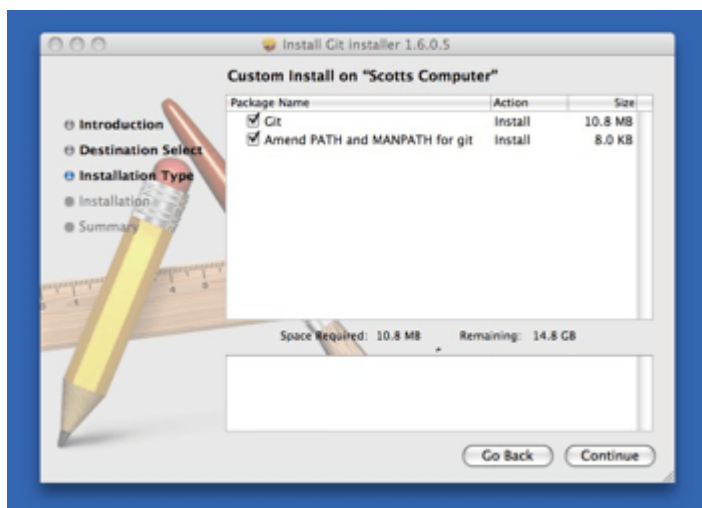 Install Git installer 1.6.0.5
Custom Install on "Scotts Computer"
Introduction
Destination Select
Installation Type
Installation
Summary
Package Name Action Size
Git Install 10.8 MB
Amend PATH and MANPATH for git Install 8.0 KB
Space Required: 10.8 MB Remaining: 14.8 GB
Go Back Continue